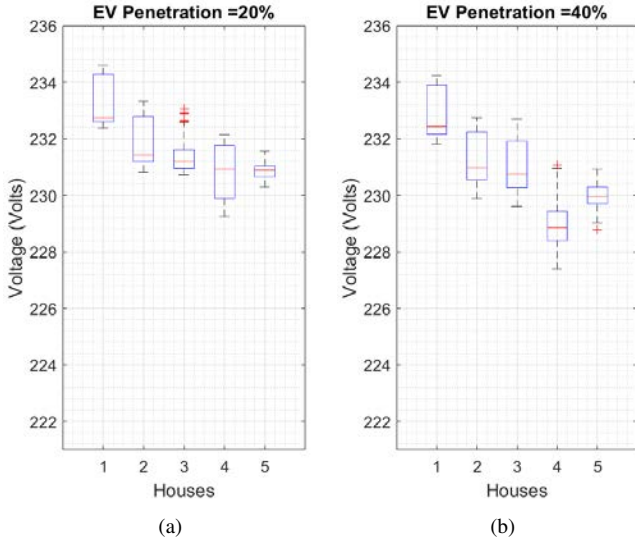 EV Penetration =20%
236
234
232
230
228
226
224
222
Voltage (Volts)
1 2 3 4 5
Houses
(a)
EV Penetration =40%
236
234
232
230
228
226
224
222
Voltage (Volts)
1 2 3 4 5
Houses
(b)